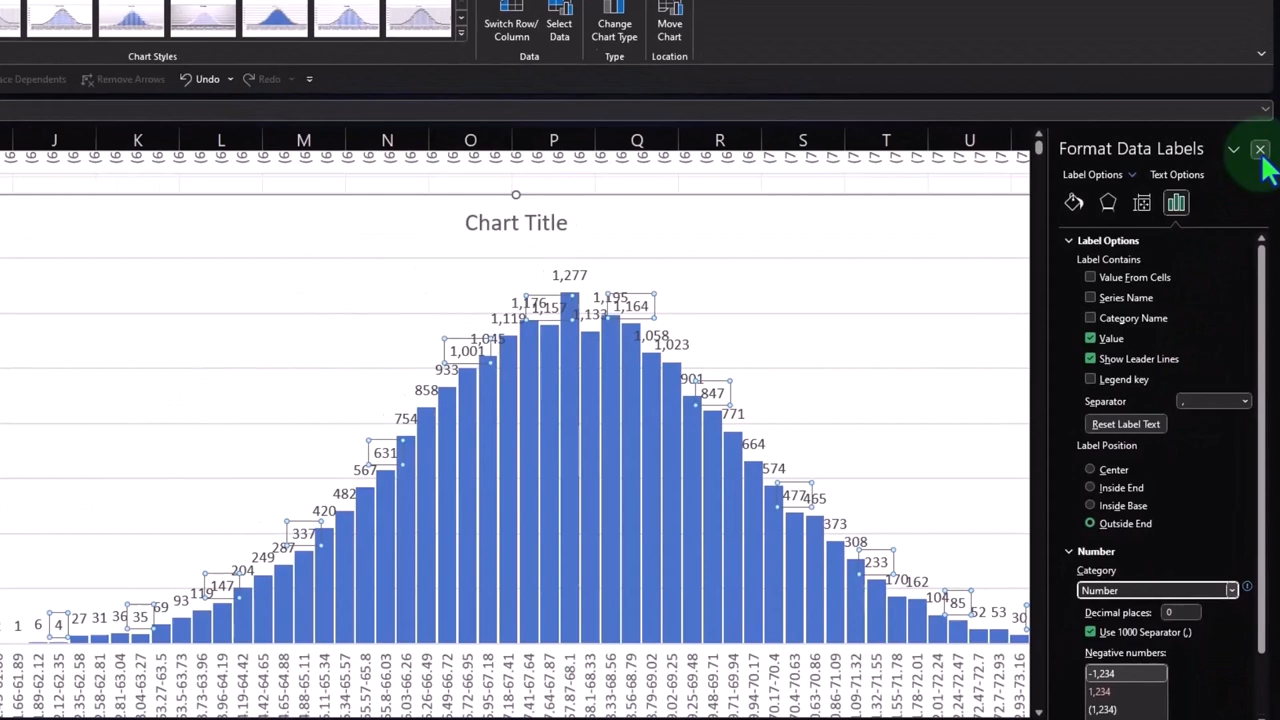 Switch Row/ Select Change Move
Column Data Chart Type Chart
Chart Styles Data Type Location
ce Dependents Remove Arrows Undo Redo
J K L M N O P Q R S T U
Format Data Labels
Label Options Text Options
Chart Title
Label Options
Label Contains
Value From Cells
Series Name
Category Name
Value
Show Leader Lines
Legend key
Separator ,
Reset Label Text
Label Position
Center
Inside End
Inside Base
Outside End
Number
Category
Number
Decimal places: 0
Use 1000 Separator (,)
Negative numbers:
-1,234
1,234
(1,234)
1 6 4 27 31 36 35 69 93 119 147 204 249 287 337 420 482 567 631 754 858 933 1,001 1,045 1,119 1,176 1,157 1,277 1,133 1,195 1,164 1,058 1,023 901 847 771 664 574 477 465 373 308 233 170 162 104 85 52 53 30